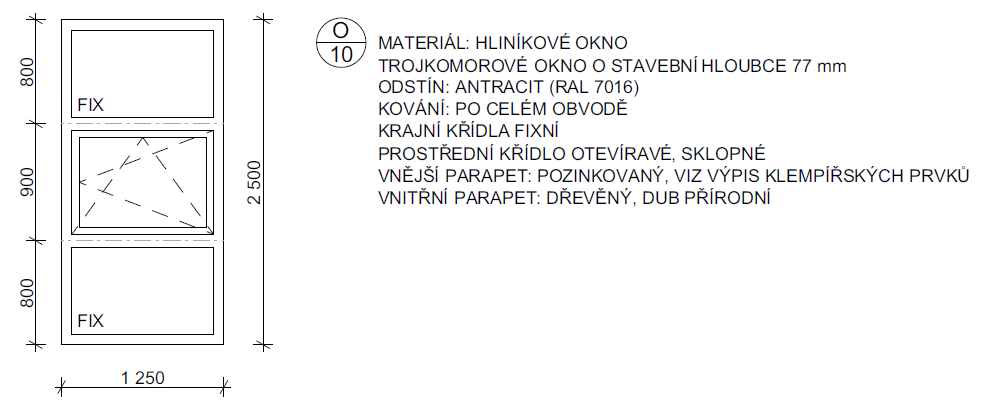 800
FIX
900
800
FIX
2 500
1 250
O
10
MATERIÁL: HLINÍKOVÉ OKNO
TROJKOMOROVÉ OKNO O STAVEBNÍ HLOUBCE 77 mm
ODSTÍN: ANTRACIT (RAL 7016)
KOVÁNÍ: PO CELÉM OBVODĚ
KRAJNÍ KŘÍDLA FIXNÍ
PROSTŘEDNÍ KŘÍDLO OTEVÍRAVÉ, SKLOPNÉ
VNĚJŠÍ PARAPET: POZINKOVANÝ, VIZ VÝPIS KLEMPÍŘSKÝCH PRVKŮ
VNITŘNÍ PARAPET: DŘEVĚNÝ, DUB PŘÍRODNÍ